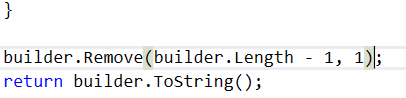 }
builder.Remove(builder.Length - 1, 1);
return builder.ToString();